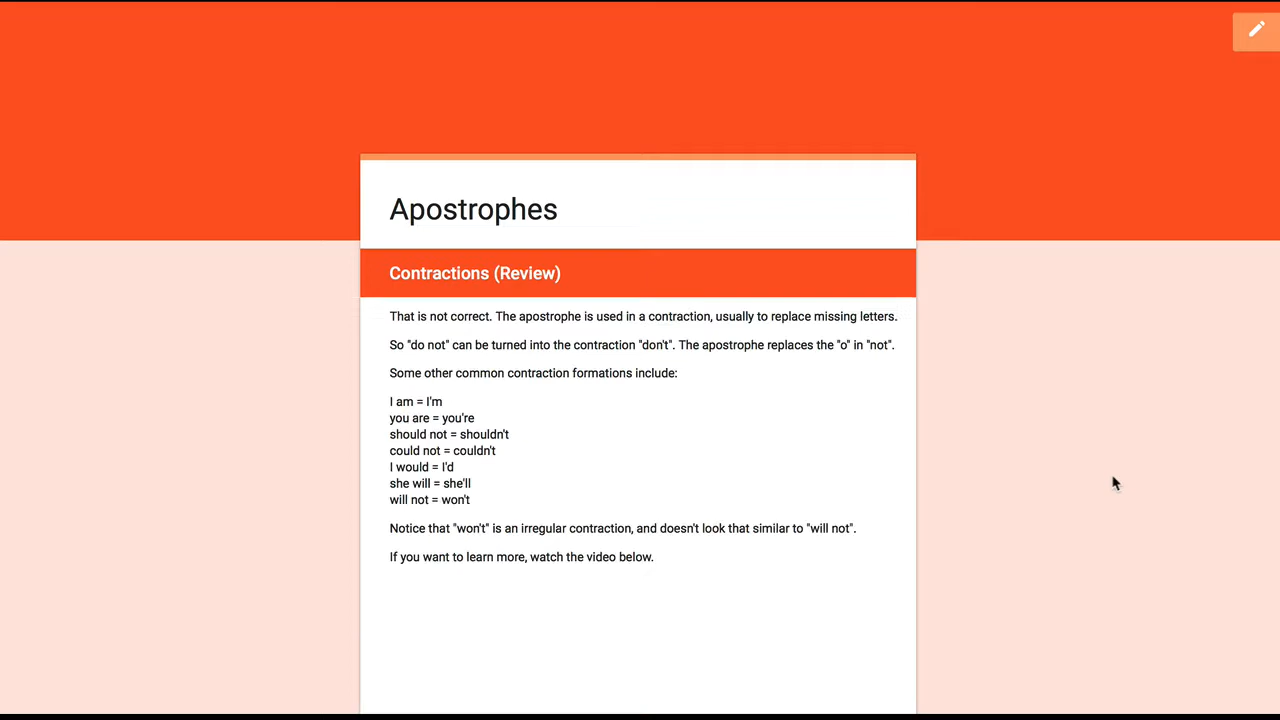 Apostrophes
Contractions (Review)
That is not correct. The apostrophe is used in a contraction, usually to replace missing letters.
So "do not" can be turned into the contraction "don't". The apostrophe replaces the "o" in "not".
Some other common contraction formations include:
I am = I'm
you are = you're
should not = shouldn't
could not = couldn't
I would = I'd
she will = she'll
will not = won't
Notice that "won't" is an irregular contraction, and doesn't look that similar to "will not".
If you want to learn more, watch the video below.